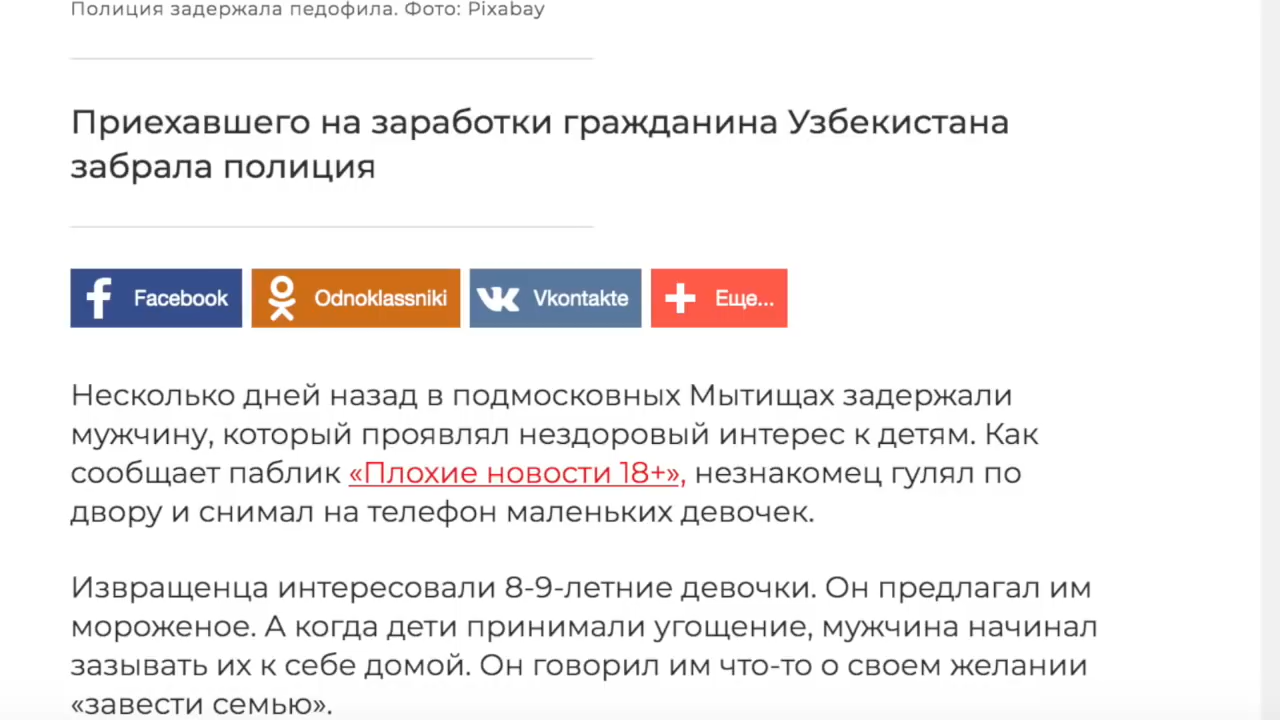 Полиция задержала педофила. Фото: Pixabay
Приехавшего на заработки гражданина Узбекистана
забрала полиция
Facebook Odnoklassniki Vkontakte Еще...
Несколько дней назад в подмосковных Мытищах задержали
мужчину, который проявлял нездоровый интерес к детям. Как
сообщает паблик «Плохие новости 18+», незнакомец гулял по
двору и снимал на телефон маленьких девочек.
Извращенца интересовали 8-9-летние девочки. Он предлагал им
мороженое. А когда дети принимали угощение, мужчина начинал
зазывать их к себе домой. Он говорил им что-то о своем желании
«завести семью».